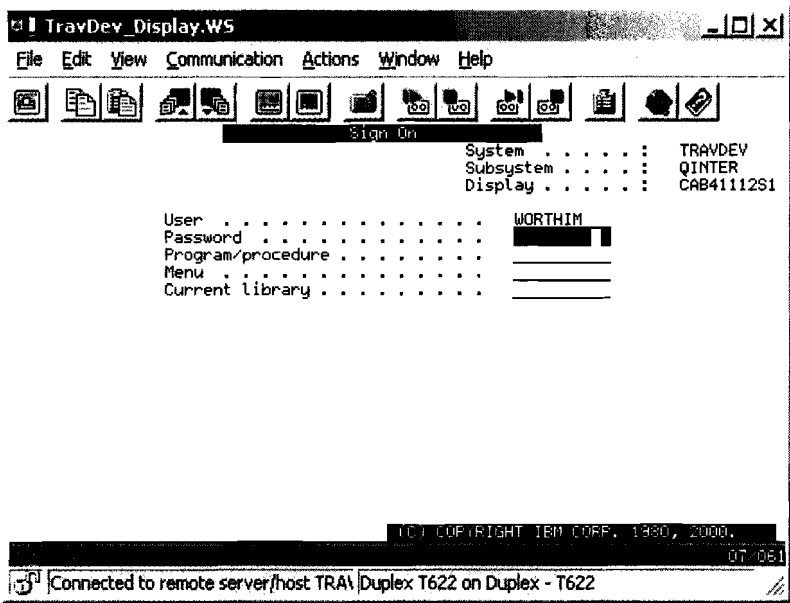 TravDev_Display.WS
File Edit View Communication Actions Window Help
Sign On
System . . . . . : TRAVDEV
Subsystem . . . . : QINTER
Display . . . . . : CAB41112S1
User . . . . . . . . . . . . . . WORTHIM
Password . . . . . . . . . . . .
Program/procedure . . . . . . . .
Menu . . . . . . . . . . . . . .
Current library . . . . . . . . .
(C) COPYRIGHT IBM CORP. 1980, 2000.
07/061
Connected to remote server/host TRAV Duplex T622 on Duplex - T622